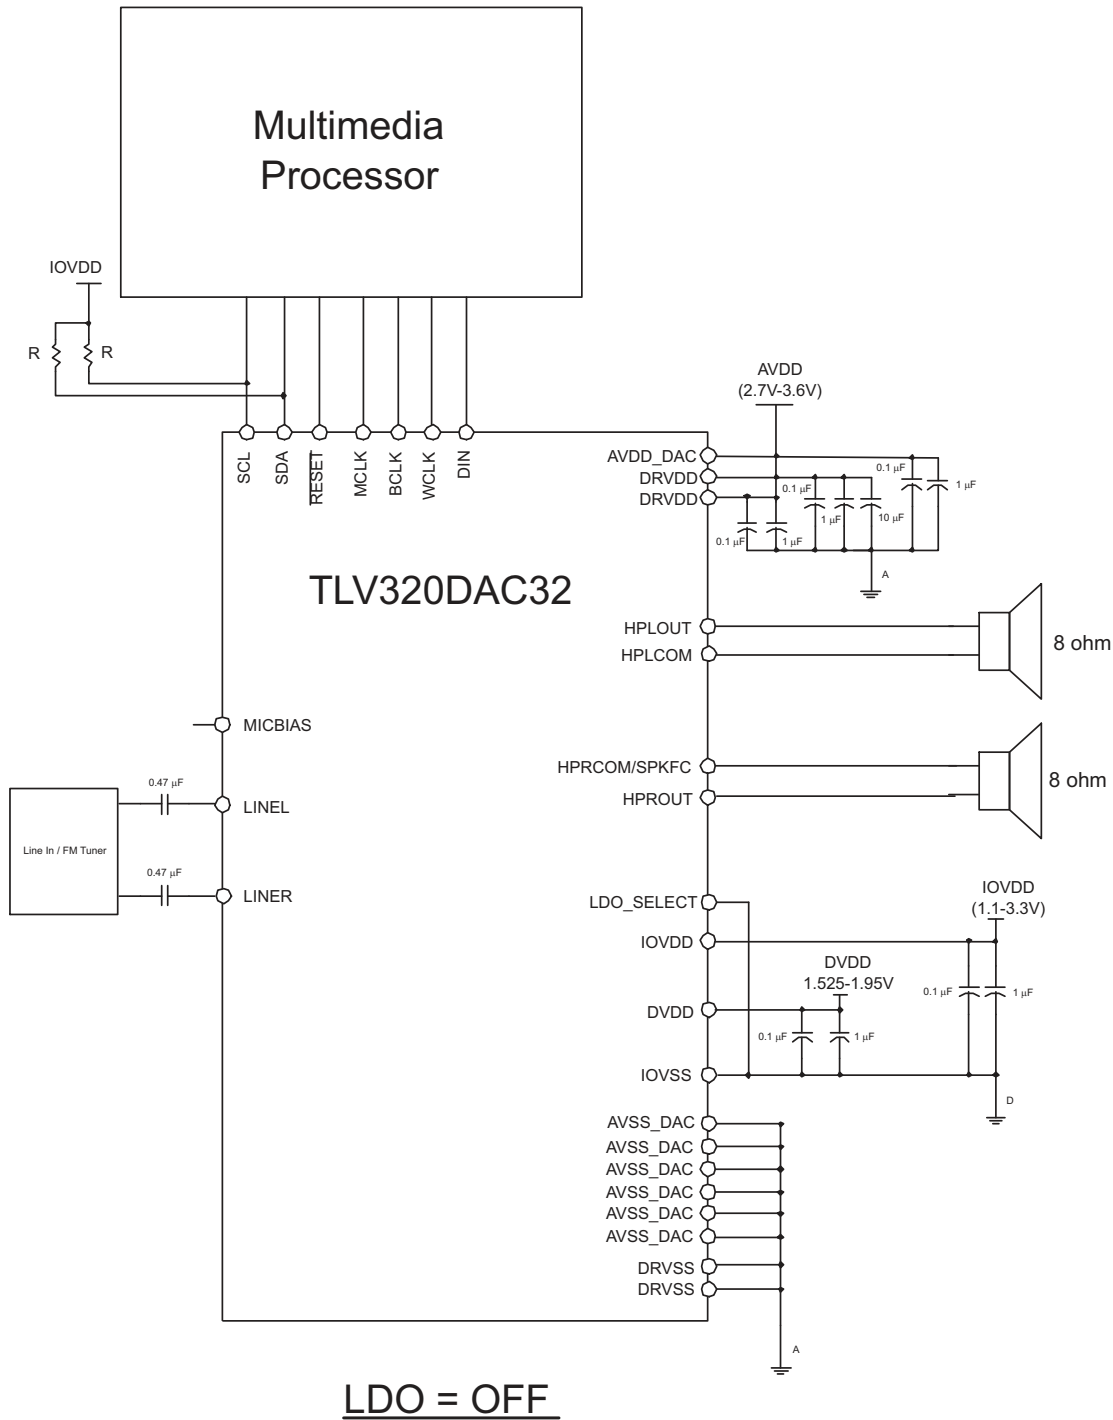 Multimedia
Processor
IOVDD
R
R
AVDD
(2.7V-3.6V)
SCL
SDA
RESET
MCLK
BCLK
WCLK
DIN
AVDD_DAC
DRVDD
DRVDD
0.1 µF
1 µF
0.1 µF
1 µF
10 µF
0.1 µF
1 µF
A
TLV320DAC32
HPLOUT
HPLCOM
8 ohm
MICBIAS
HPRCOM/SPKFC
HPROUT
8 ohm
0.47 µF
LINEL
Line In / FM Tuner
0.47 µF
LINER
LDO_SELECT
IOVDD
(1.1-3.3V)
IOVDD
DVDD
1.525-1.95V
0.1 µF
1 µF
DVDD
0.1 µF
1 µF
IOVSS
D
AVSS_DAC
AVSS_DAC
AVSS_DAC
AVSS_DAC
AVSS_DAC
AVSS_DAC
DRVSS
DRVSS
A
LDO = OFF